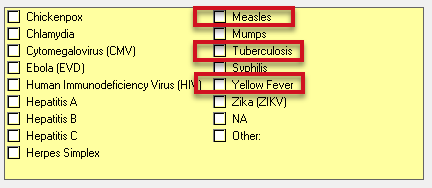 Chickenpox
Chlamydia
Cytomegalovirus (CMV)
Ebola (EVD)
Human Immunodeficiency Virus (HIV)
Hepatitis A
Hepatitis B
Hepatitis C
Herpes Simplex
Measles
Mumps
Tuberculosis
Syphilis
Yellow Fever
Zika (ZIKV)
NA
Other: